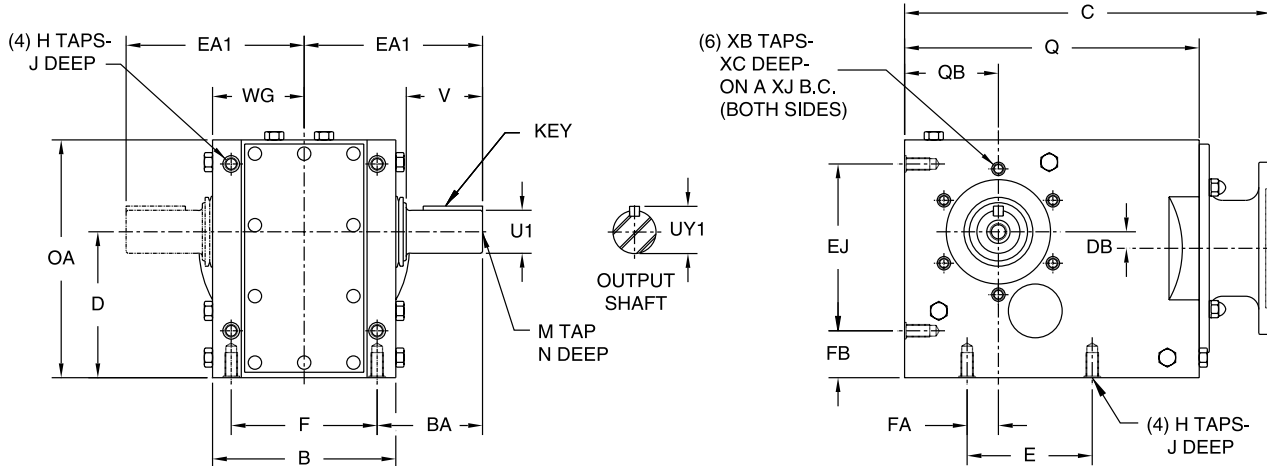 (4) H TAPS-
J DEEP
EA1
EA1
WG
V
KEY
OA
D
U1
M TAP
N DEEP
F
BA
B
UY1
OUTPUT
SHAFT
C
Q
(6) XB TAPS-
XC DEEP-
ON A XJ B.C.
(BOTH SIDES)
QB
EJ
DB
FB
FA
E
(4) H TAPS-
J DEEP